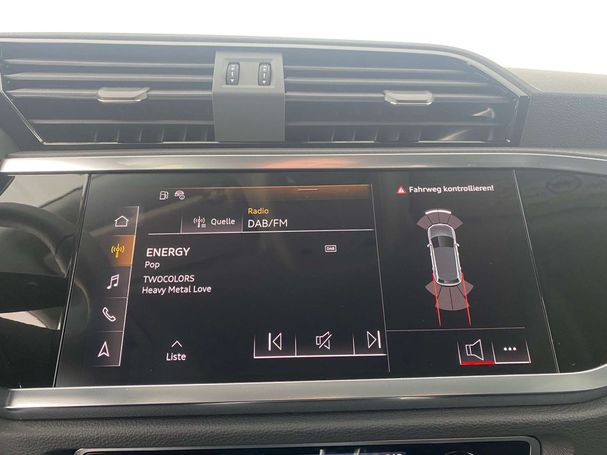 Fahrweg kontrollieren!
Radio
Quelle
DAB/FM
ENERGY
DAB
Pop
TWOCOLORS
Heavy Metal Love
Liste